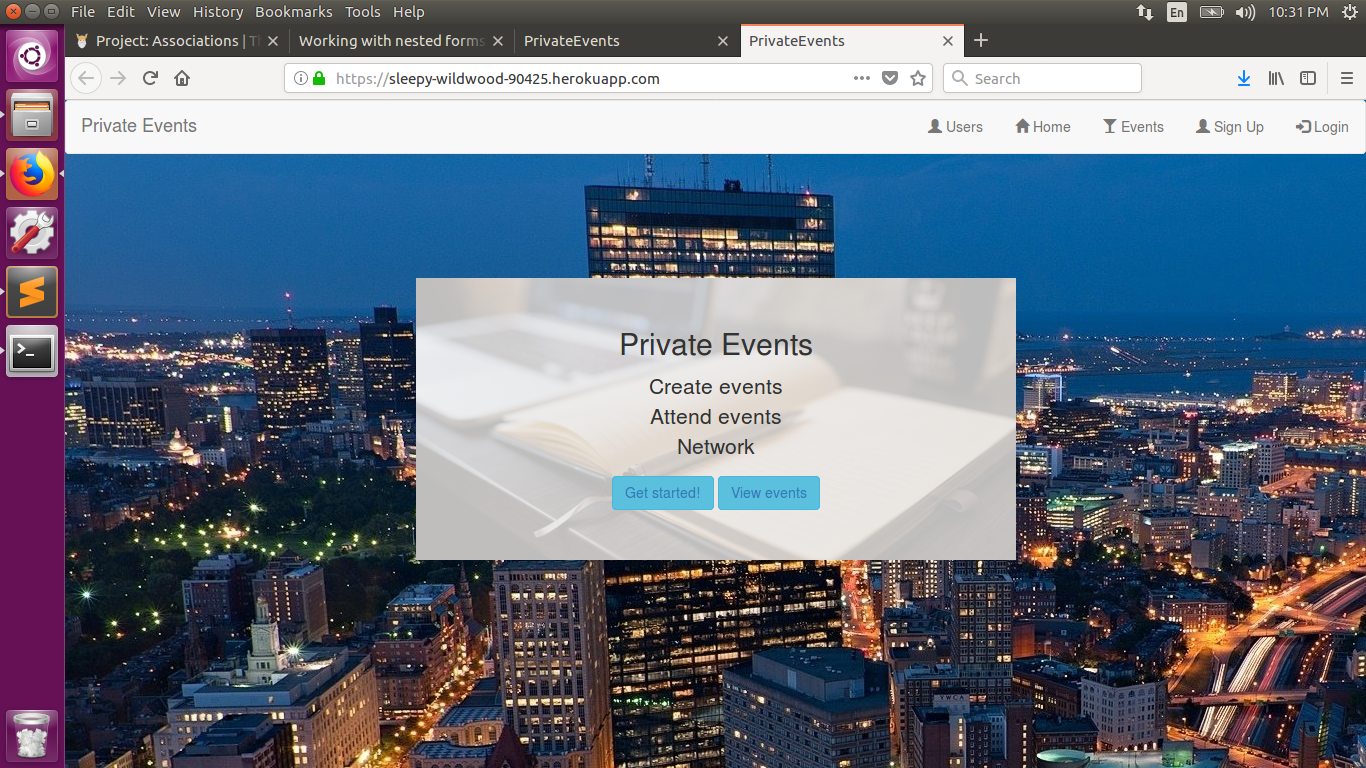 File Edit View History Bookmarks Tools Help
En
10:31 PM
Project: Associations | Th
Working with nested forms
PrivateEvents
PrivateEvents
https://sleepy-wildwood-90425.herokuapp.com
Search
Private Events
Users
Home
Events
Sign Up
Login
Private Events
Create events
Attend events
Network
Get started!
View events
YWCA